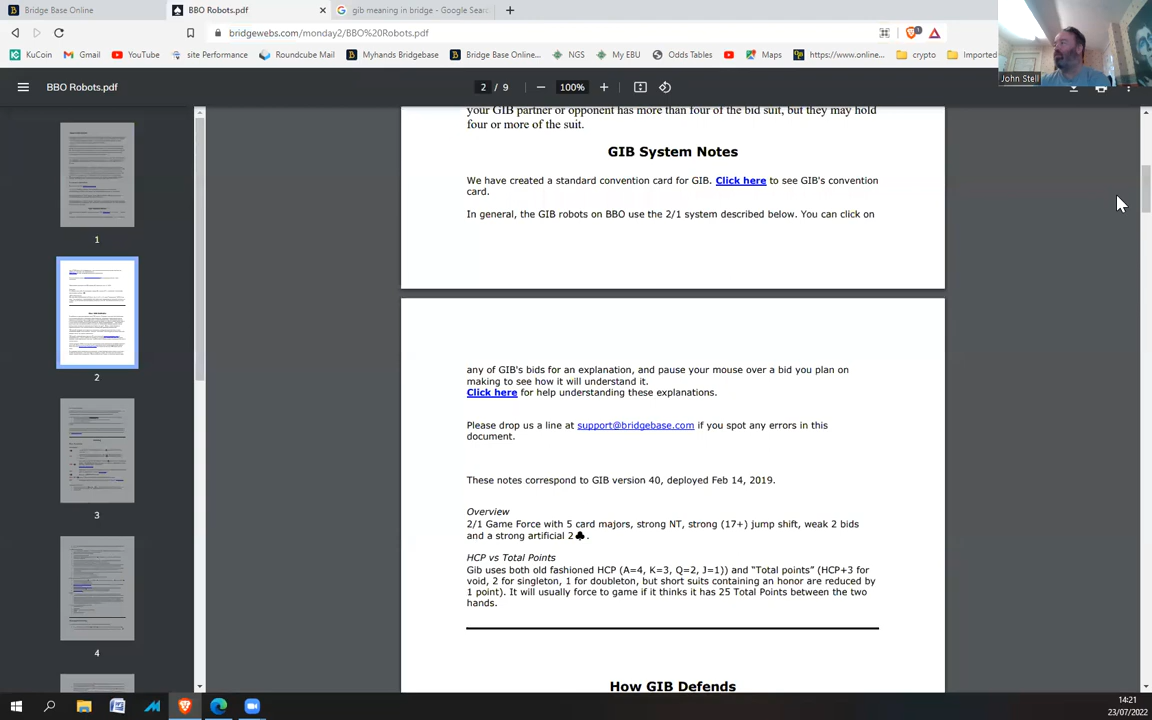 Bridge Base Online
BBO Robots.pdf
gib meaning in bridge - Google Searc
bridgewebs.com/monday2/BBO%20Robots.pdf
KuCoin
Gmail
YouTube
site Performance
Roundcube Mail
Myhands Bridgebase
Bridge Base Online...
NGS
My EBU
Odds Tables
Maps
https://www.online...
crypto
Imported
John Stell
BBO Robots.pdf
2 / 9
100%
your GIB partner or opponent has more than four of the bid suit, but they may hold
four or more of the suit.
GIB System Notes
We have created a standard convention card for GIB. Click here to see GIB's convention
card.
In general, the GIB robots on BBO use the 2/1 system described below. You can click on
any of GIB's bids for an explanation, and pause your mouse over a bid you plan on
making to see how it will understand it.
Click here for help understanding these explanations.
Please drop us a line at support@bridgebase.com if you spot any errors in this
document.
These notes correspond to GIB version 40, deployed Feb 14, 2019.
Overview
2/1 Game Force with 5 card majors, strong NT, strong (17+) jump shift, weak 2 bids
and a strong artificial 2♣.
HCP vs Total Points
Gib uses both old fashioned HCP (A=4, K=3, Q=2, J=1)) and “Total points” (HCP+3 for
void, 2 for singleton, 1 for doubleton, but short suits containing an honor are reduced by
1 point). It will usually force to game if it thinks it has 25 Total Points between the two
hands.
How GIB Defends
1
2
3
4
14:21
23/07/2022